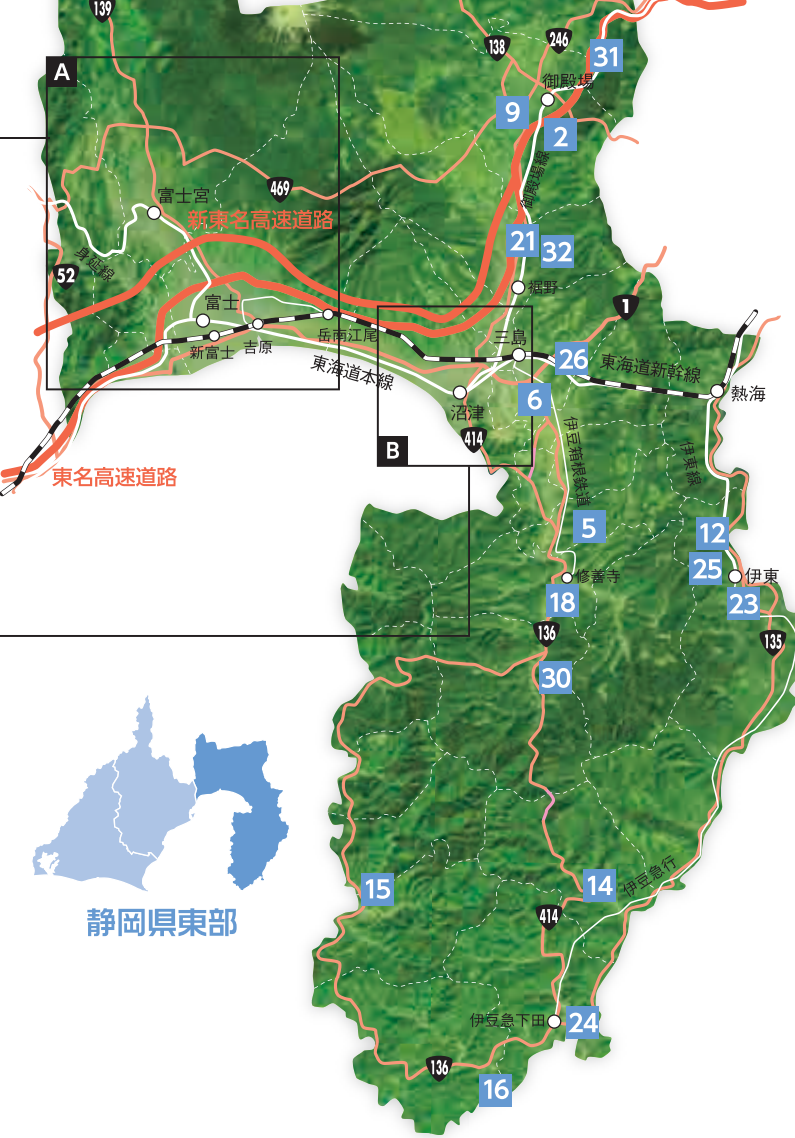 139
138
246
31
A
御殿場
9
2
御殿場線
469
富士宮
新東名高速道路
21
32
身延線
52
裾野
富士
1
岳南江尾
三島
新富士
吉原
26
東海道新幹線
東海道本線
6
熱海
沼津
伊豆箱根鉄道
414
B
伊東線
東名高速道路
5
12
25
伊東
修善寺
18
23
136
135
30
15
14
伊豆急行
414
静岡県東部
伊豆急下田
24
136
16